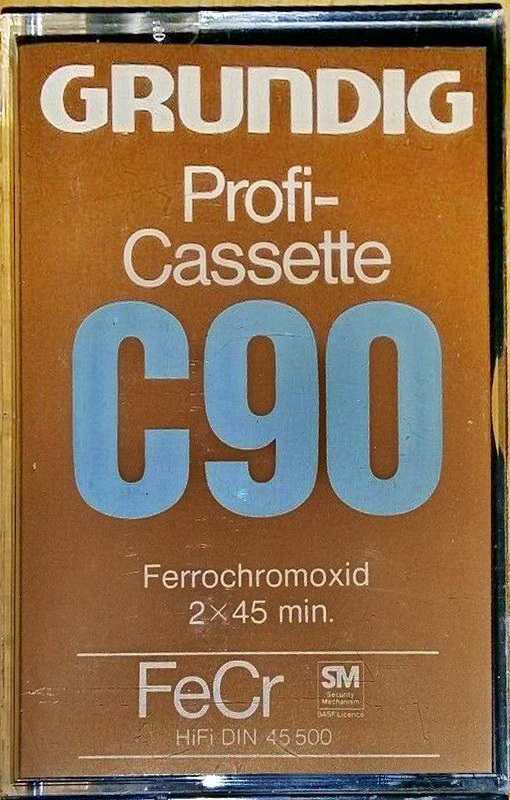 GRUNDIG
Profi-
Cassette
C90
Ferrochromoxid
2×45 min.
FeCr
SM
Security
Mechanism
BASF Licence
HiFi DIN 45 500